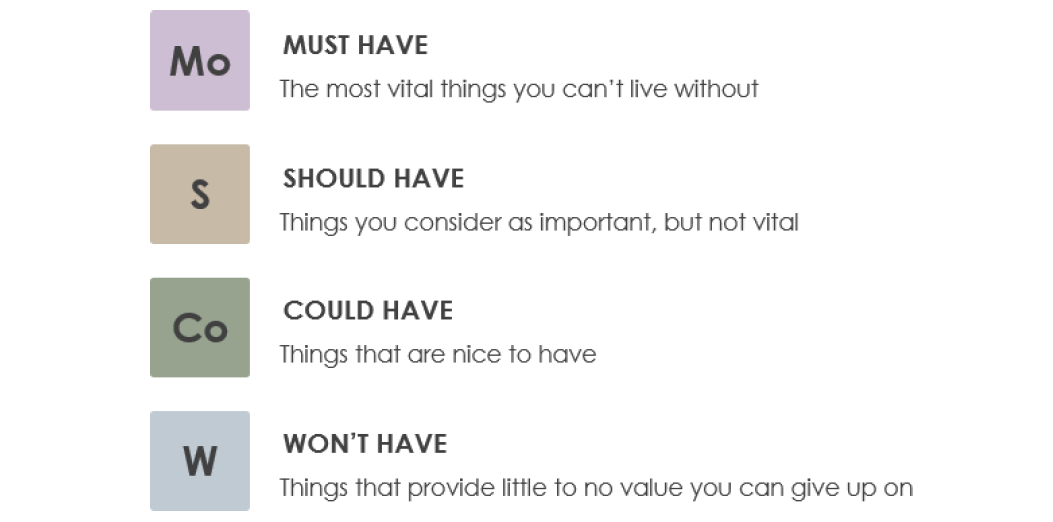 Mo
MUST HAVE
The most vital things you can’t live without
S
SHOULD HAVE
Things you consider as important, but not vital
Co
COULD HAVE
Things that are nice to have
W
WON’T HAVE
Things that provide little to no value you can give up on